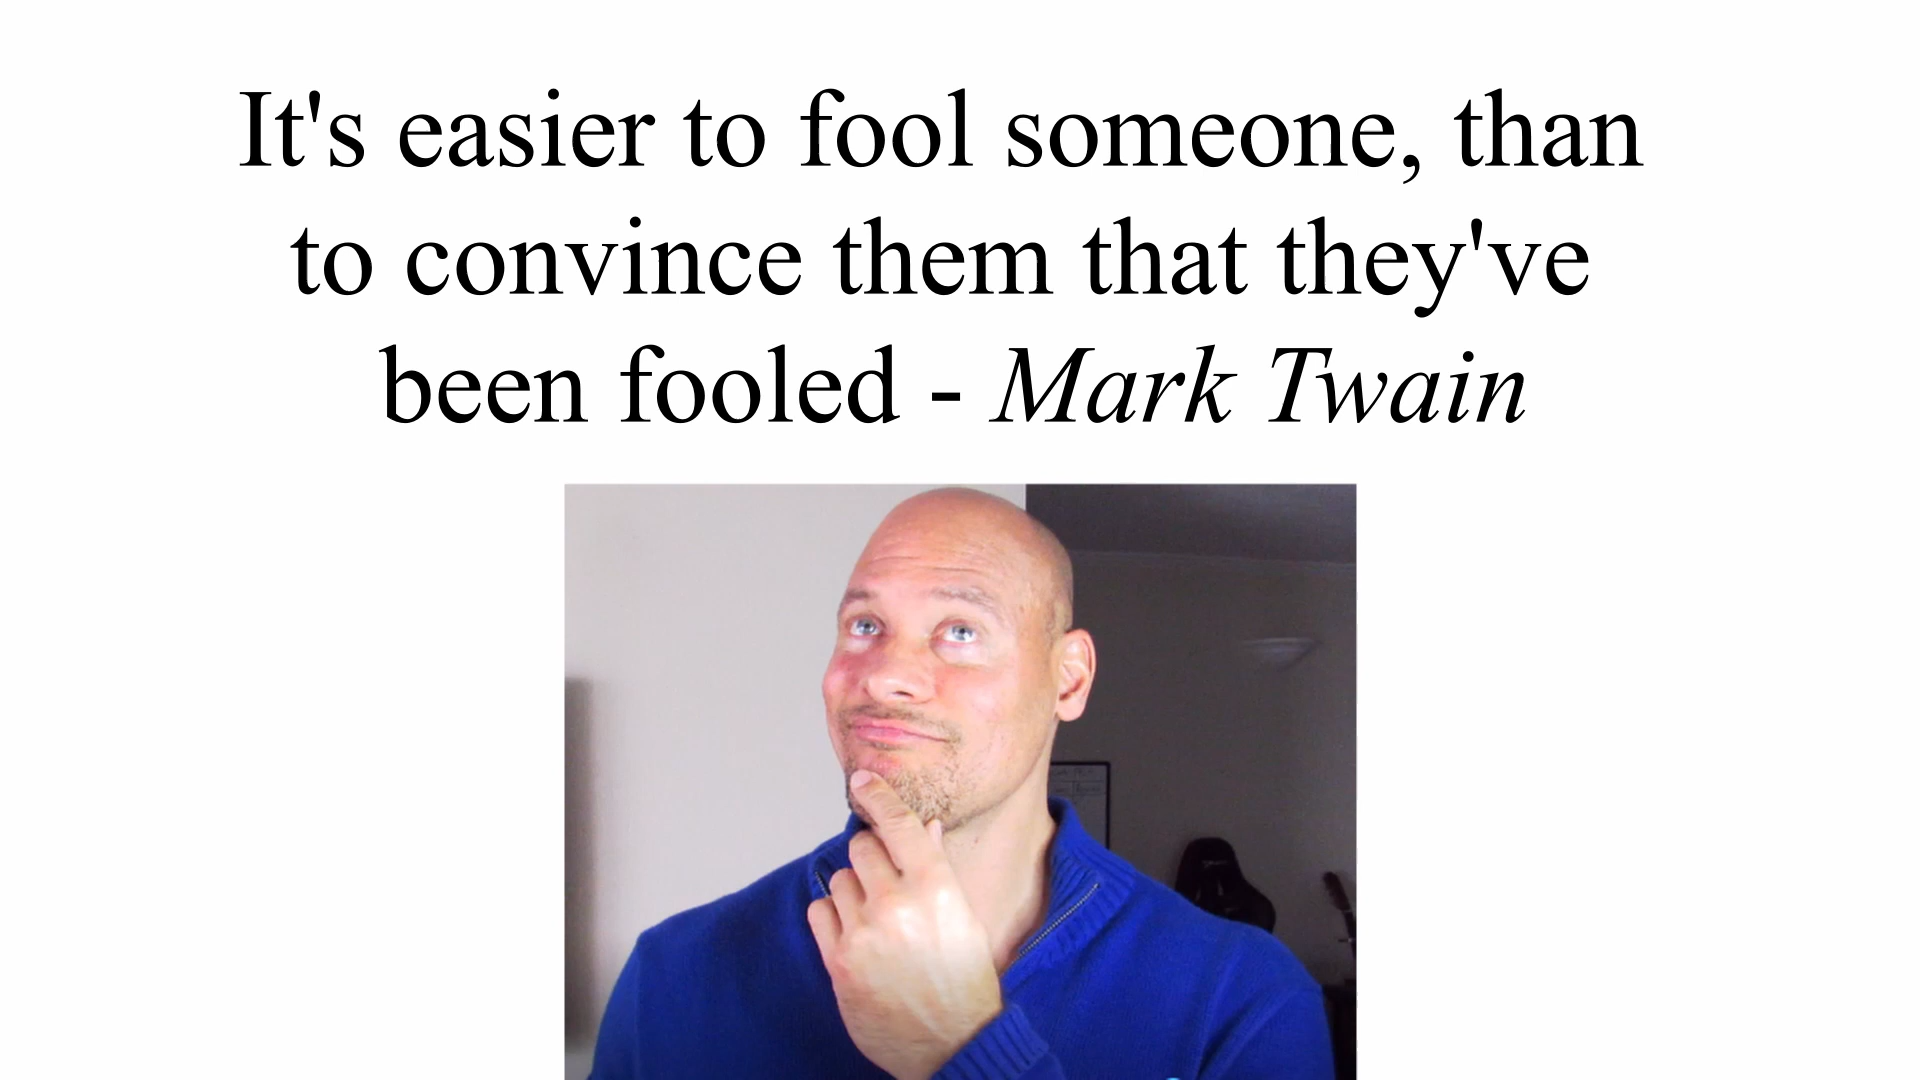 It's easier to fool someone, than
to convince them that they've
been fooled - Mark Twain